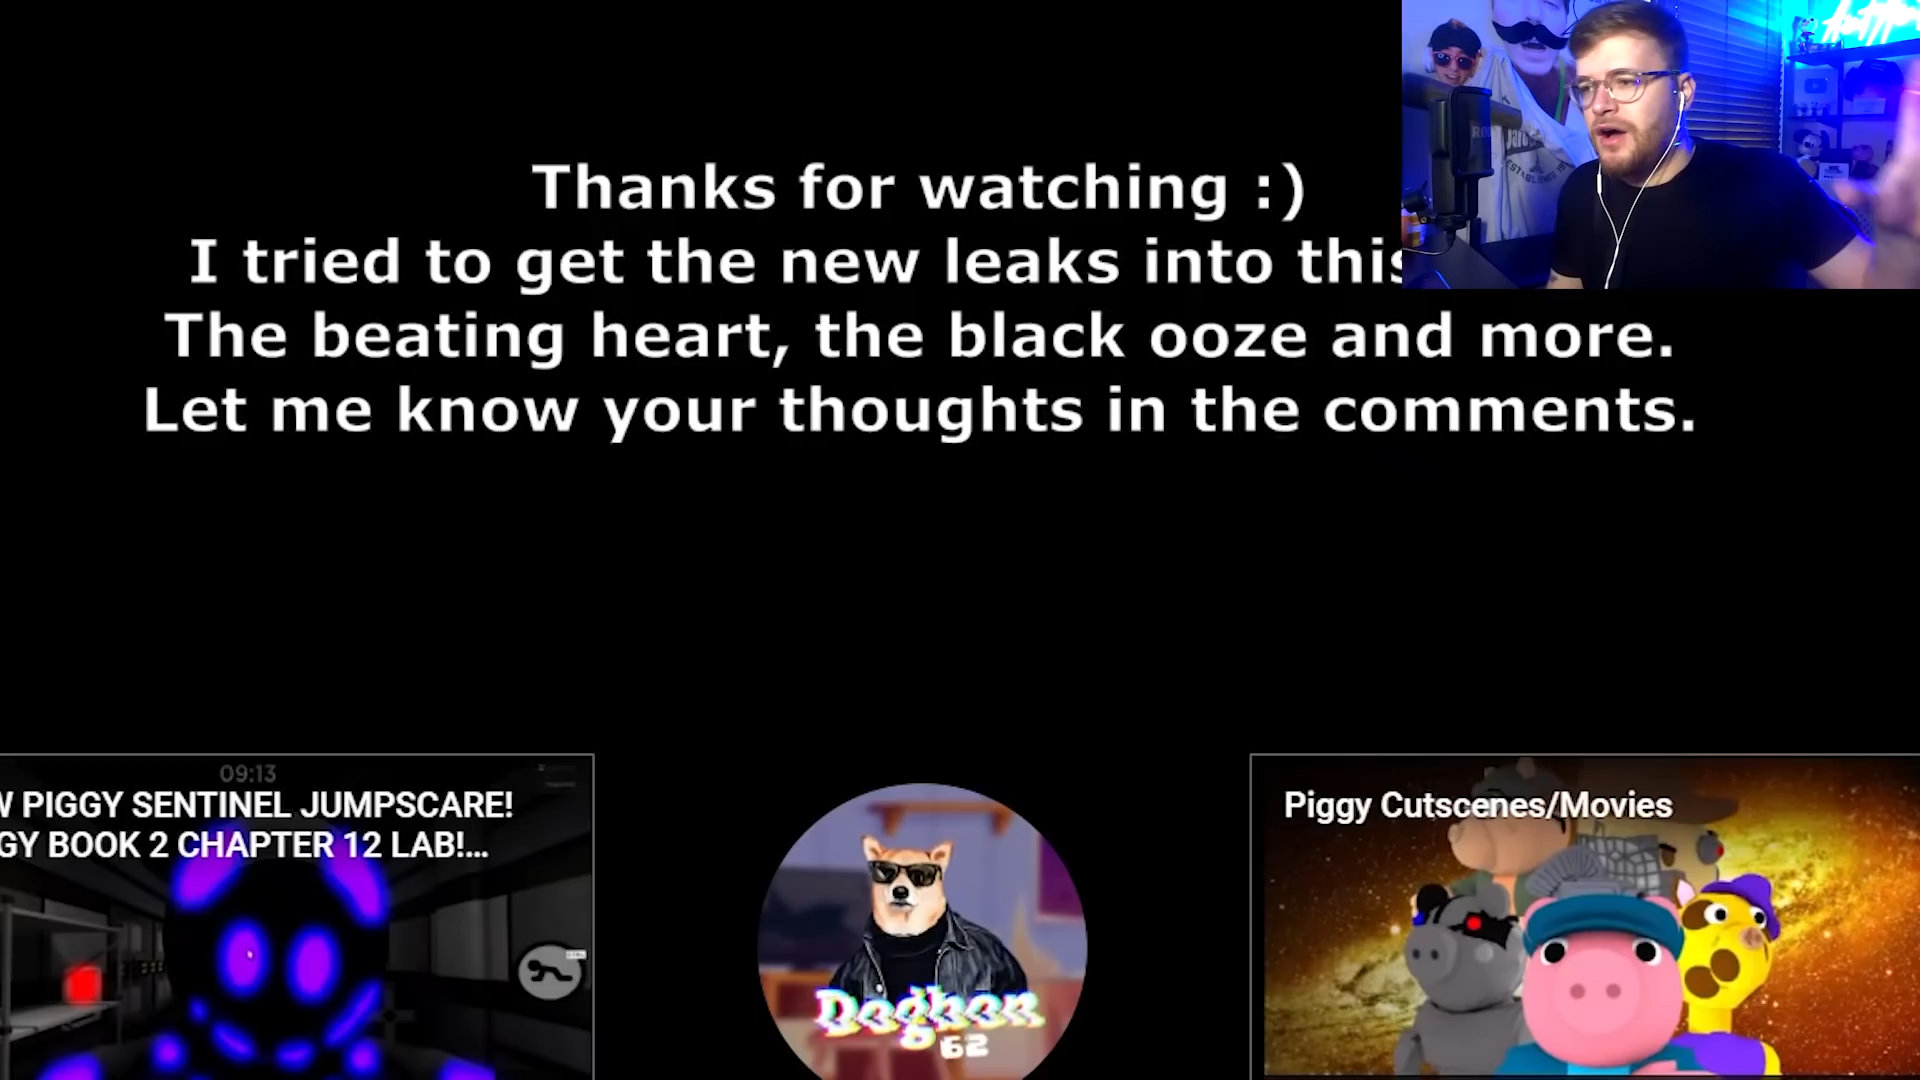 Thanks for watching :)
I tried to get the new leaks into this
The beating heart, the black ooze and more.
Let me know your thoughts in the comments.
09:13
W PIGGY SENTINEL JUMPSCARE!
GY BOOK 2 CHAPTER 12 LAB!...
Doghon
62
Piggy Cutscenes/Movies